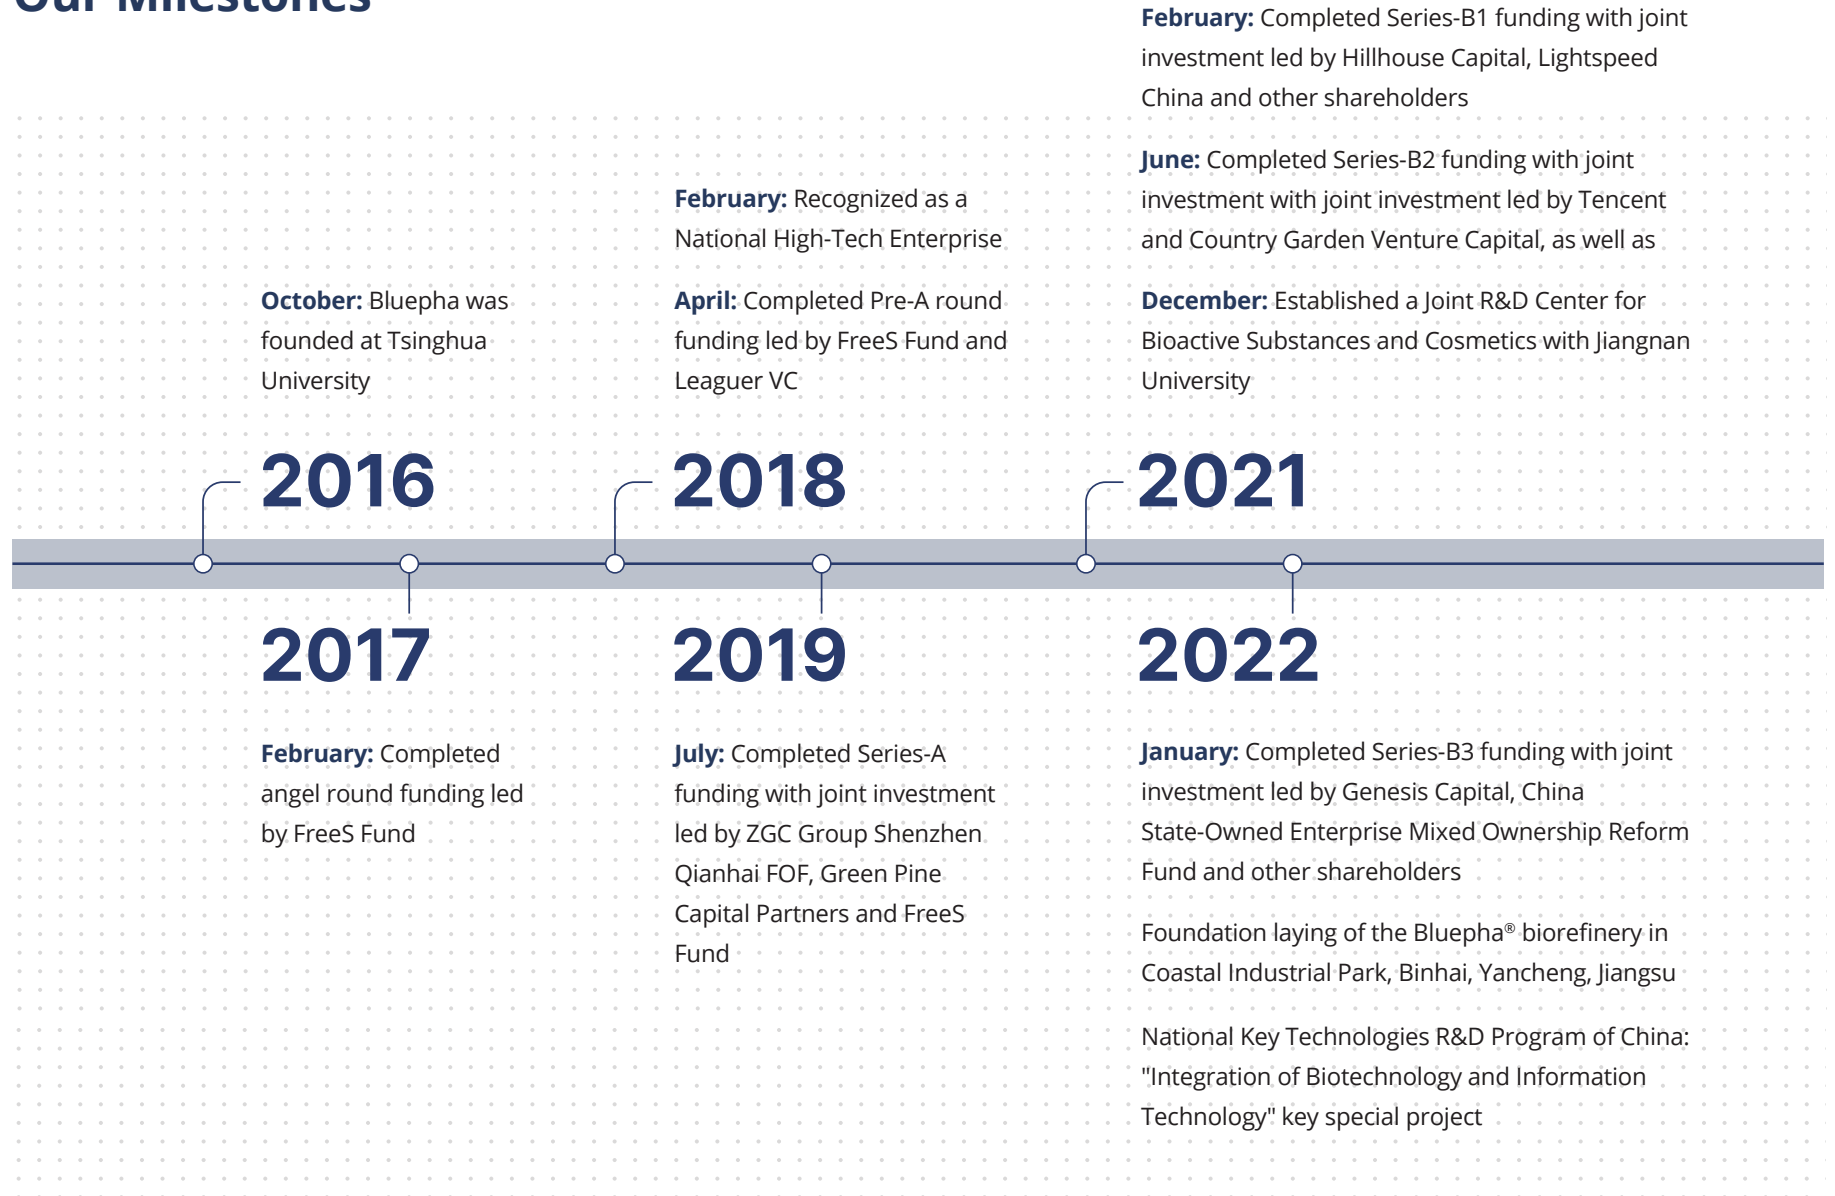 Our Milestones
October: Bluepha was
founded at Tsinghua
University
2016
2017
February: Completed
angel round funding led
by FreeS Fund
February: Recognized as a
National High-Tech Enterprise
April: Completed Pre-A round
funding led by FreeS Fund and
Leaguer VC
2018
2019
July: Completed Series-A
funding with joint investment
led by ZGC Group Shenzhen
Qianhai FOF, Green Pine
Capital Partners and FreeS
Fund
February: Completed Series-B1 funding with joint
investment led by Hillhouse Capital, Lightspeed
China and other shareholders
June: Completed Series-B2 funding with joint
investment with joint investment led by Tencent
and Country Garden Venture Capital, as well as
December: Established a Joint R&D Center for
Bioactive Substances and Cosmetics with Jiangnan
University
2021
2022
January: Completed Series-B3 funding with joint
investment led by Genesis Capital, China
State-Owned Enterprise Mixed Ownership Reform
Fund and other shareholders
Foundation laying of the Bluepha® biorefinery in
Coastal Industrial Park, Binhai, Yancheng, Jiangsu
National Key Technologies R&D Program of China:
"Integration of Biotechnology and Information
Technology" key special project